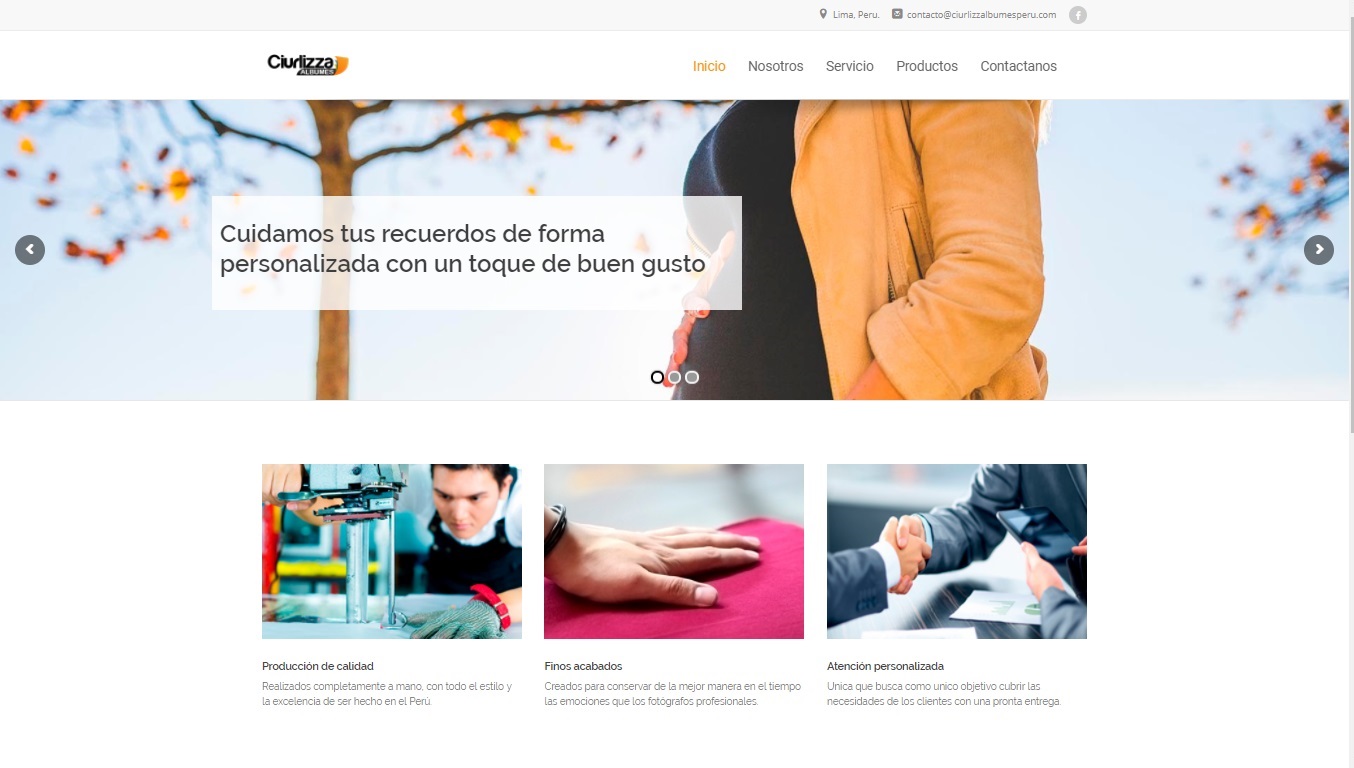 Lima, Peru. contacto@ciurlizzalbumesperu.com
Ciurlizza
ALBUMES
Inicio Nosotros Servicio Productos Contactanos
Cuidamos tus recuerdos de forma
personalizada con un toque de buen gusto
Producción de calidad
Realizados completamente a mano, con todo el estilo y
la excelencia de ser hecho en el Perú.
Finos acabados
Creados para conservar de la mejor manera en el tiempo
las emociones que los fotógrafos profesionales.
Atención personalizada
Unica que busca como unico objetivo cubrir las
necesidades de los clientes con una pronta entrega.